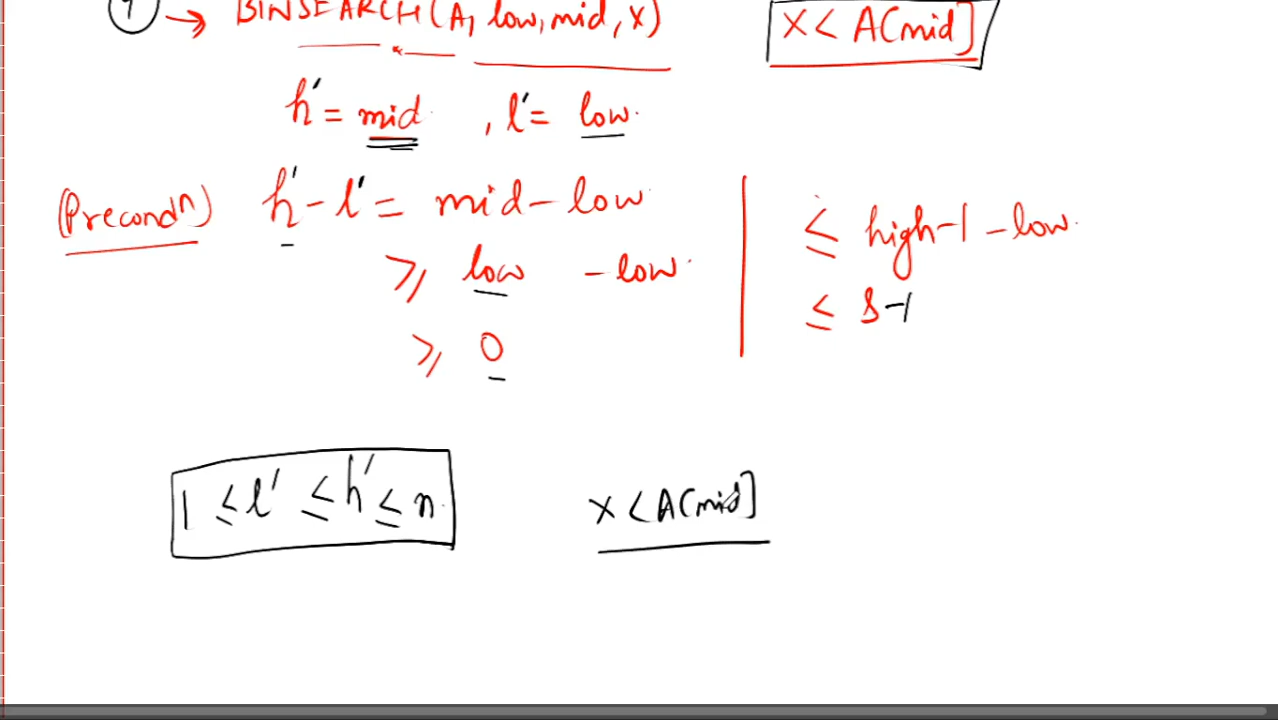 → BINSEARCH(A, low, mid, x)
x < A[mid]
h' = mid , l' = low
(Precondⁿ) h' - l' = mid - low
≥ low - low
≥ 0
≤ high - 1 - low
≤ s - 1
1 ≤ l' ≤ h' ≤ n
x < A[mid]